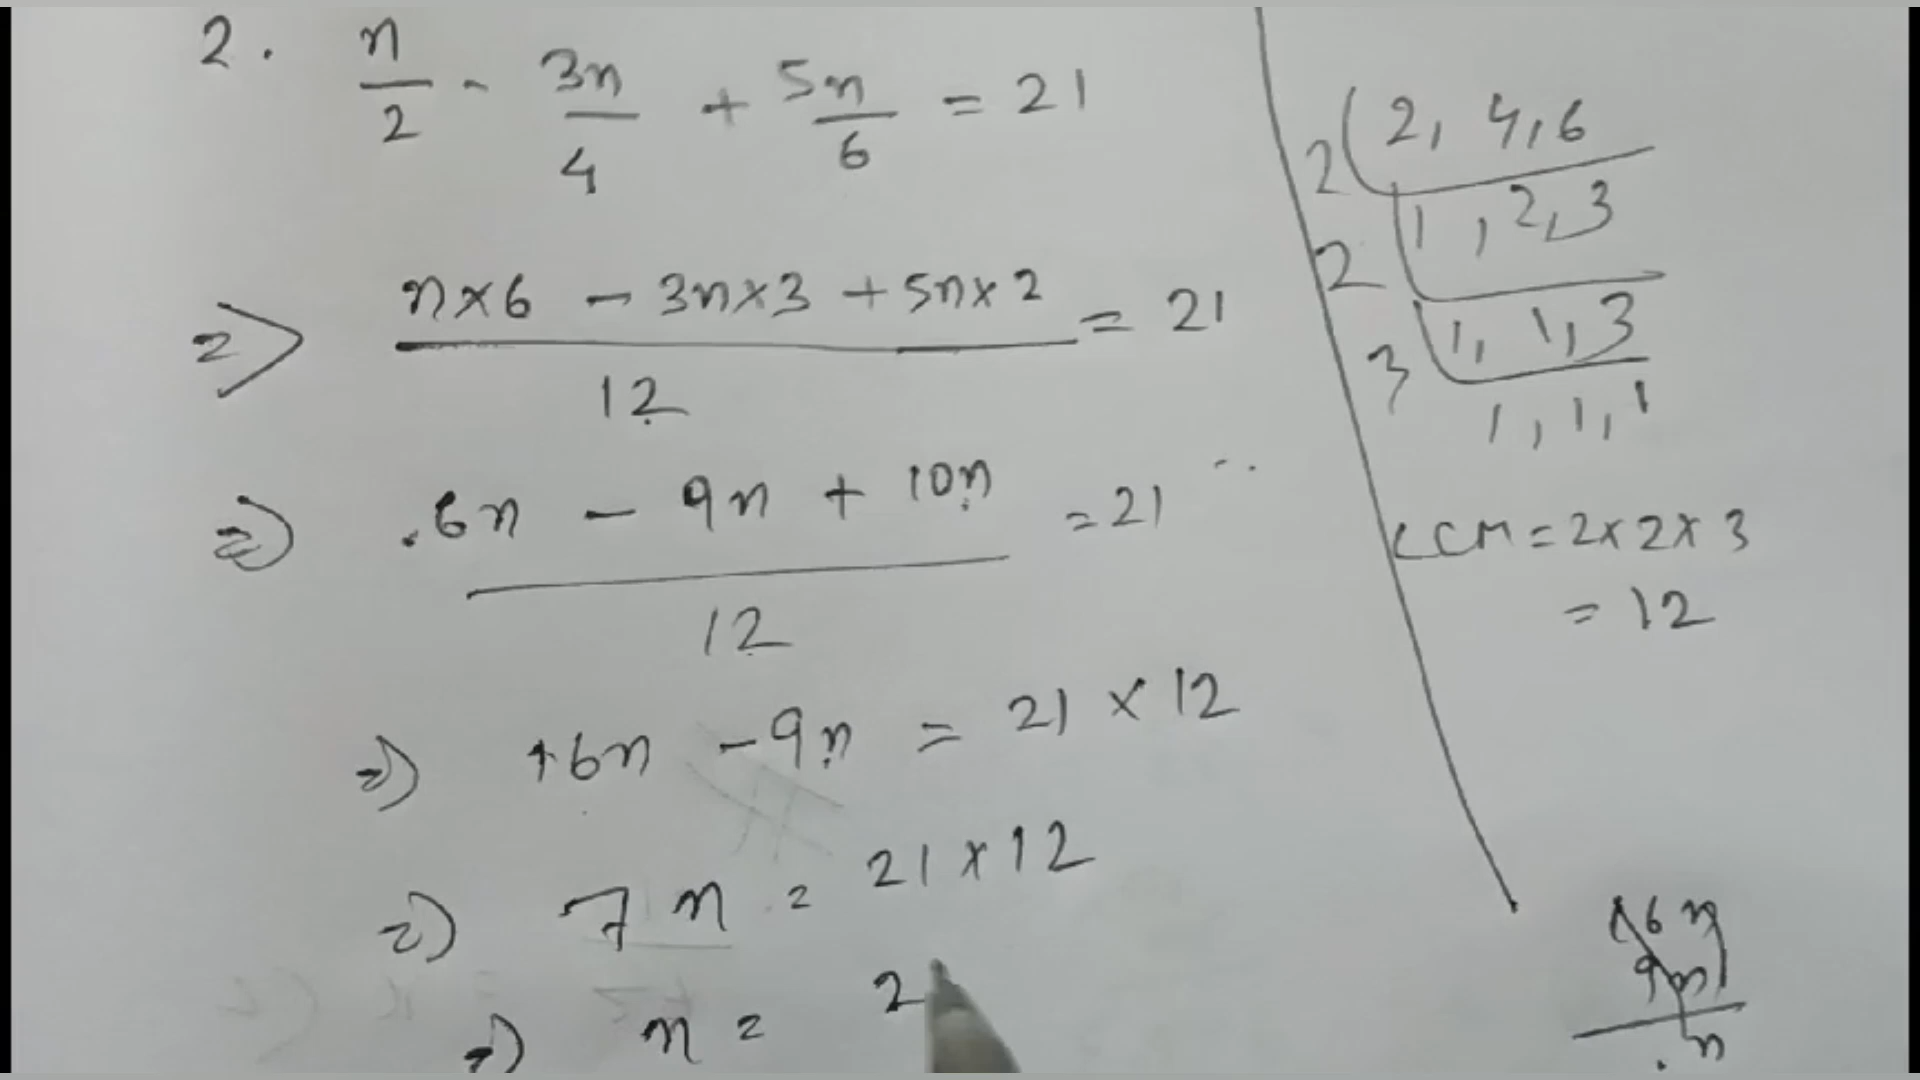 2. n/2 - 3n/4 + 5n/6 = 21
=> (n×6 - 3n×3 + 5n×2)/12 = 21
=> (6n - 9n + 10n)/12 = 21
=> +6n - 9n = 21 × 12
=> 7n = 21 × 12
=> n = 2
2 ( 2, 4, 6
2 | 1, 2, 3
3 | 1, 1, 3
1, 1, 1
LCM = 2×2×3
= 12
16n
9n
n